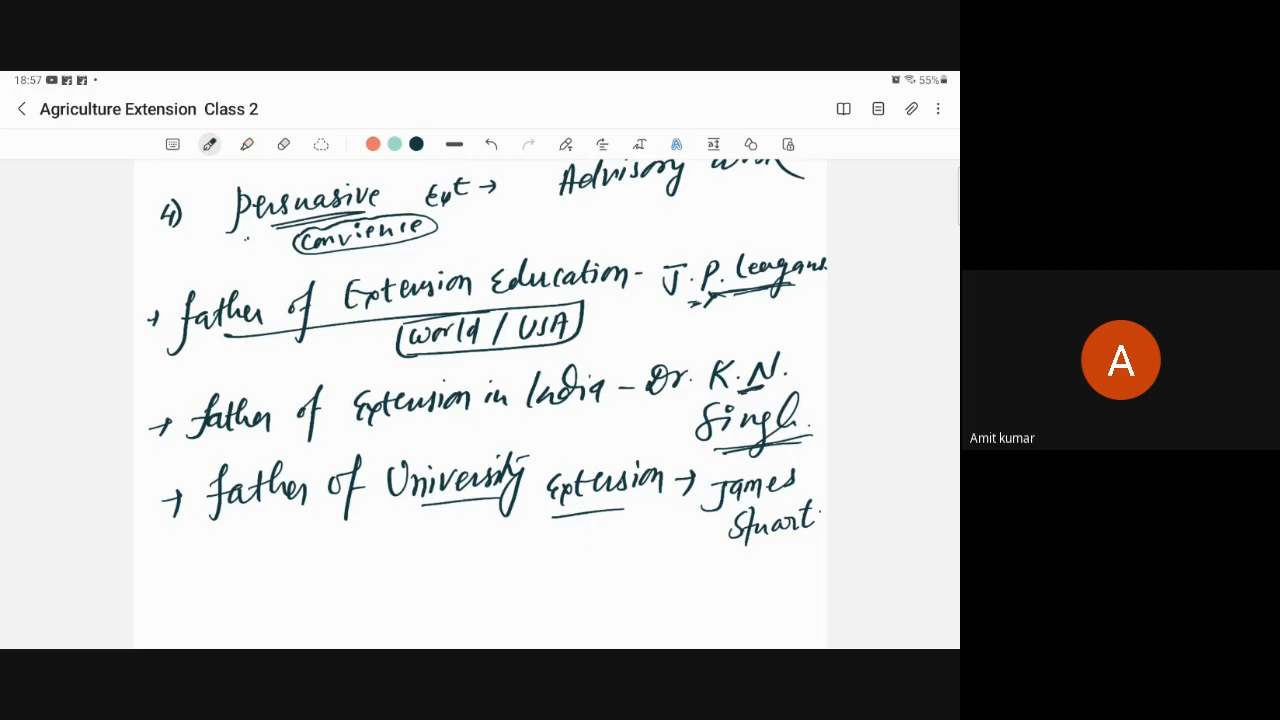 18:57
55%
Agriculture Extension Class 2
4) Persuasive Ext → Advisory work
(convience)
→ father of Extension Education - J.P. Leagans.
(World / USA)
→ father of Extension in India - Dr. K.N.
Singh.
→ father of University Extension → James
Stuart.
A
Amit kumar